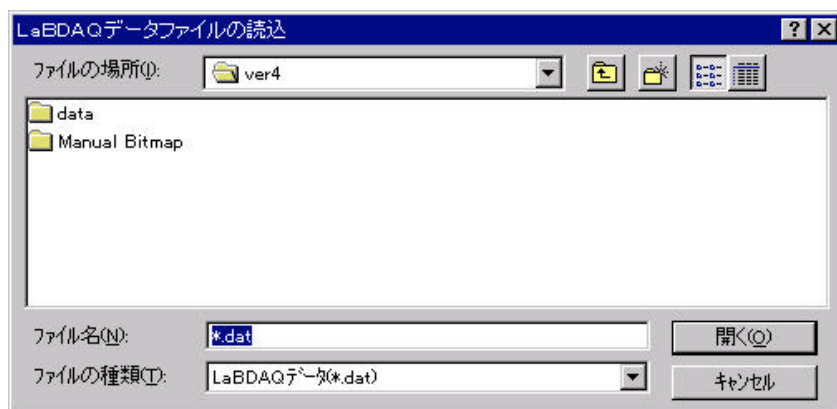 LaBDAQデータファイルの読込
ファイルの場所(I):
ver4
data
Manual Bitmap
ファイル名(N):
*.dat
開く(O)
ファイルの種類(T):
LaBDAQデータ(*.dat)
キャンセル